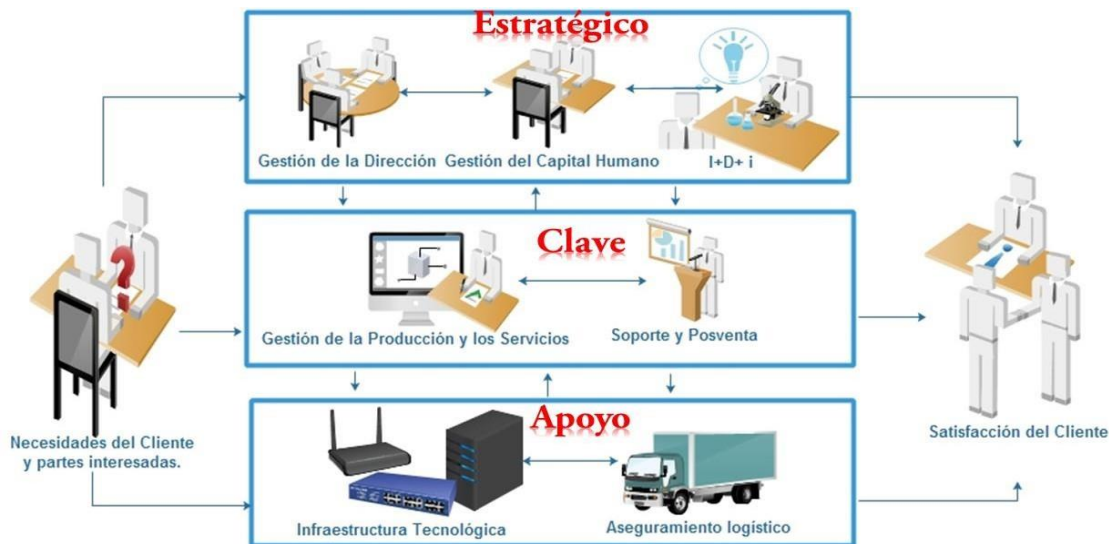 Estratégico
Gestión de la Dirección
Gestión del Capital Humano
I+D+ i
Clave
Gestión de la Producción y los Servicios
Soporte y Posventa
Necesidades del Cliente
y partes interesadas.
Satisfacción del Cliente
Apoyo
Infraestructura Tecnológica
Aseguramiento logístico